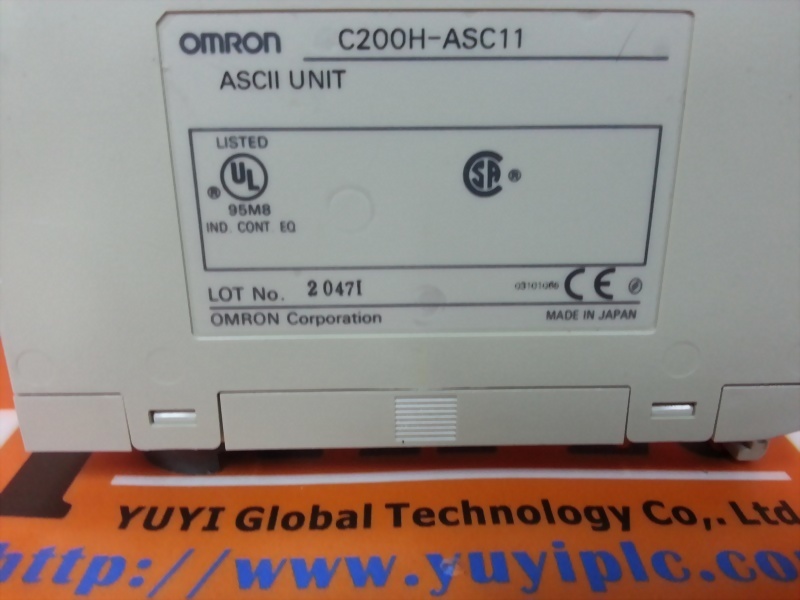 OMRON C200H-ASC11
ASCII UNIT
LISTED
UL ®
95M8
IND. CONT. EQ
SA ®
LOT No. 2047I
CE
OMRON Corporation
MADE IN JAPAN
YUYI Global Technology Co,. Ltd
http://www.yuyiplc.com